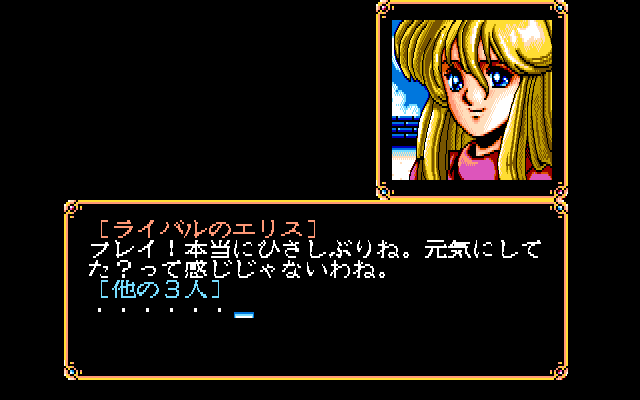 [ライバルのエリス]
フレイ！本当にひさしぶりね。元気にして
た？って感じじゃないわね。
[他の３人]
・・・・・・